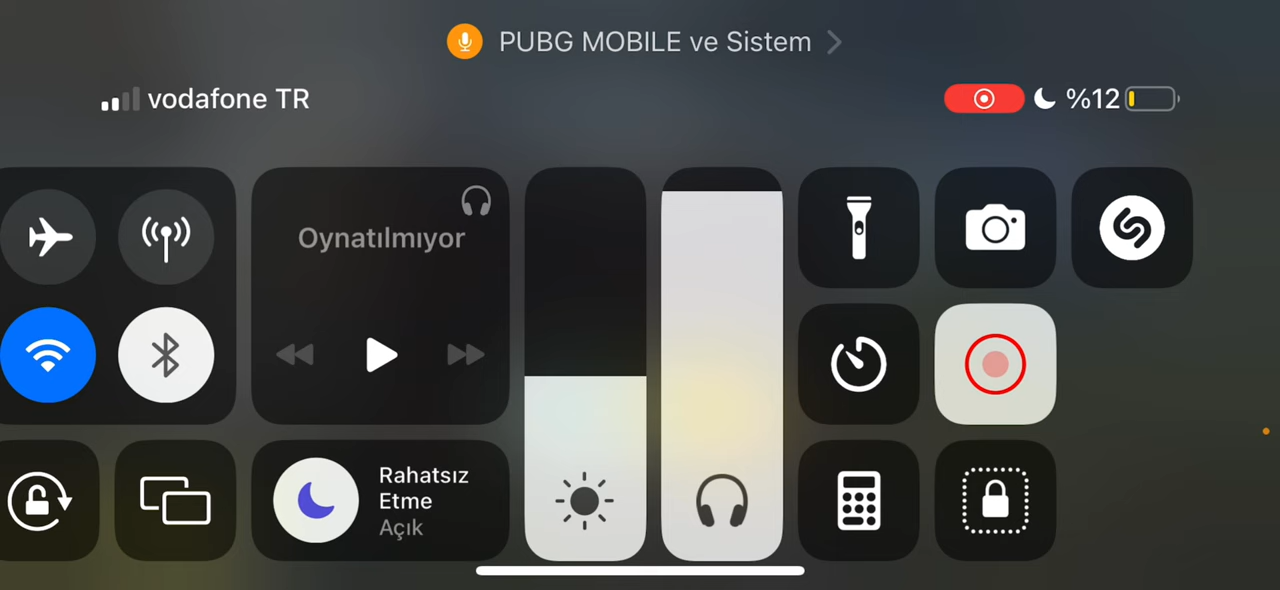 PUBG MOBILE ve Sistem
vodafone TR
%12
Oynatılmıyor
Rahatsız
Etme
Açık